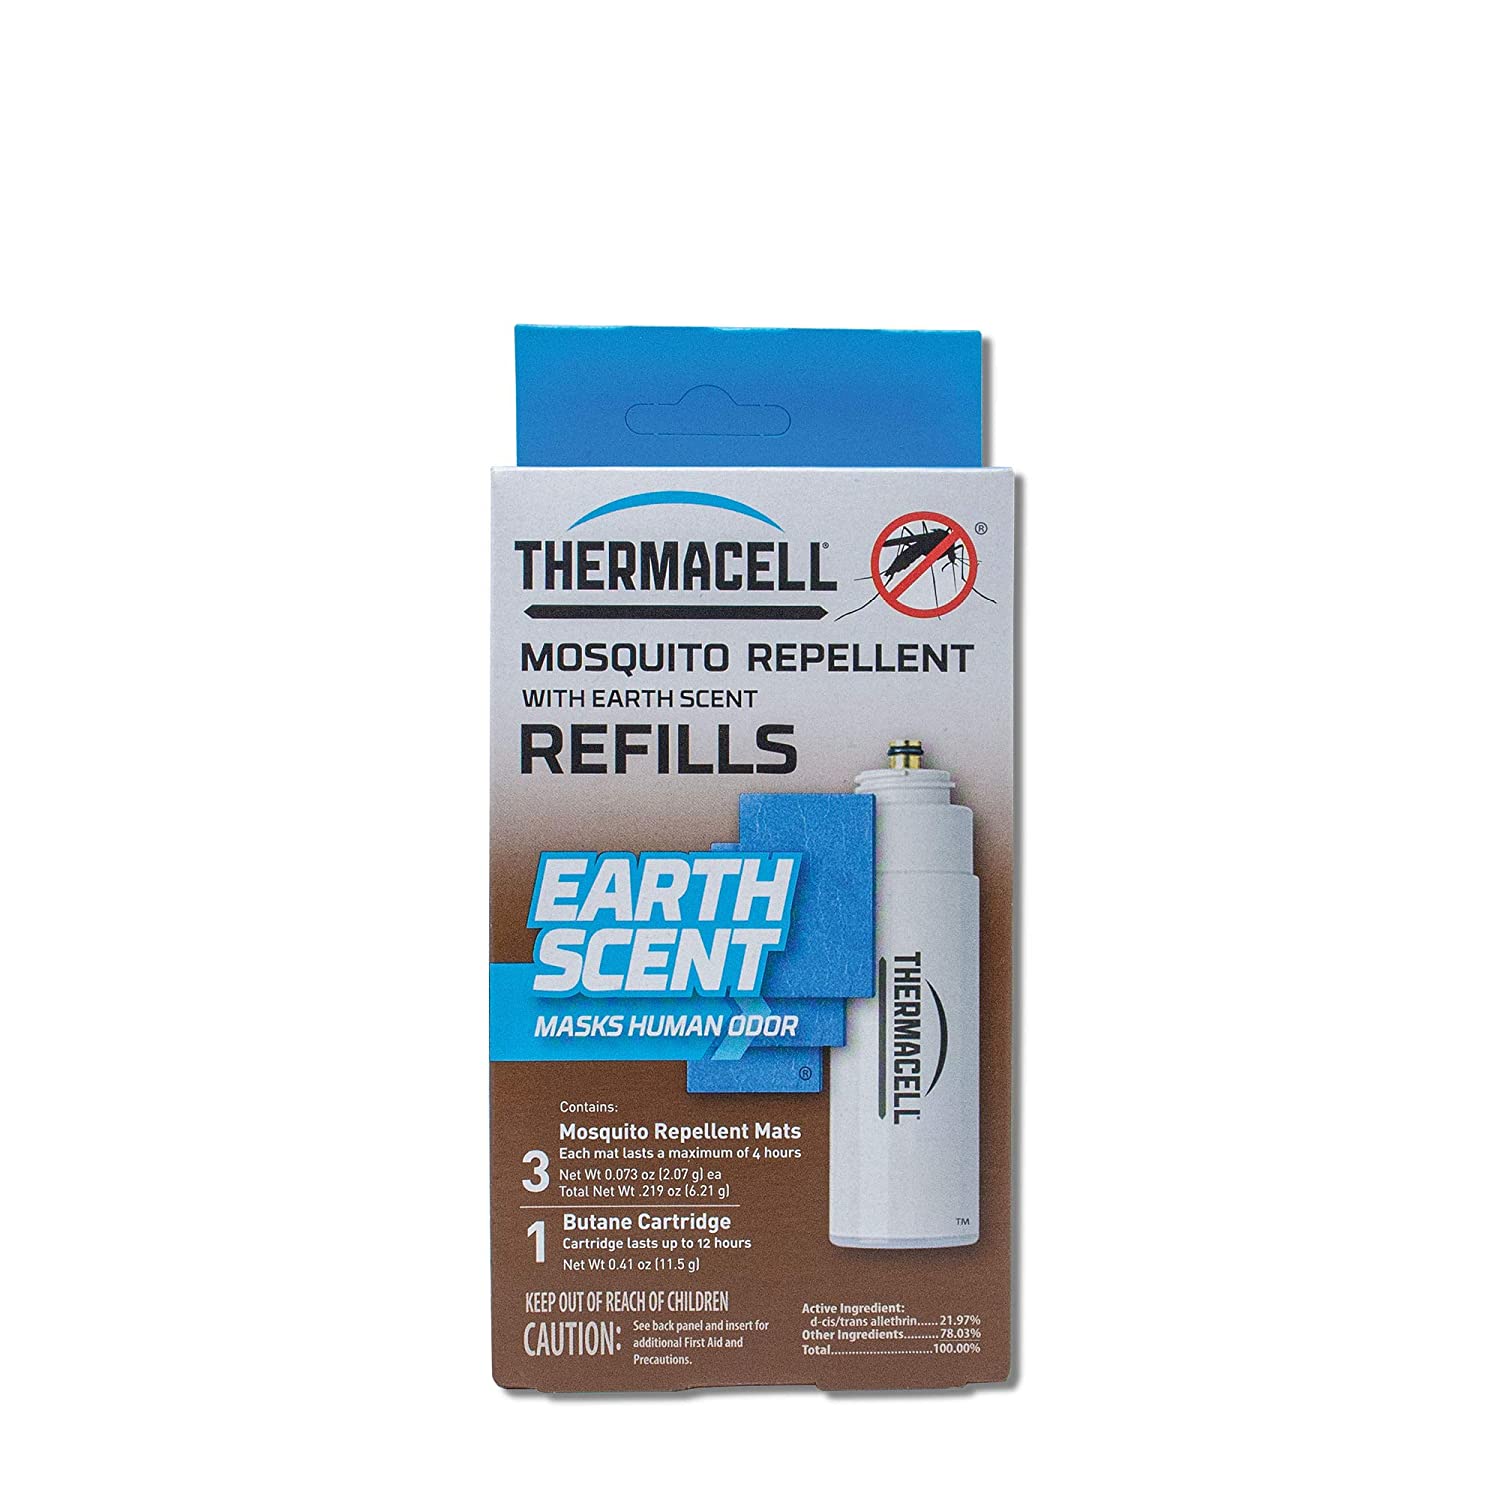 THERMACELL®
®
MOSQUITO REPELLENT
WITH EARTH SCENT
REFILLS
EARTH
SCENT
MASKS HUMAN ODOR
®
THERMACELL
™
Contains:
3 Mosquito Repellent Mats
Each mat lasts a maximum of 4 hours
Net Wt 0.073 oz (2.07 g) ea
Total Net Wt .219 oz (6.21 g)
1 Butane Cartridge
Cartridge lasts up to 12 hours
Net Wt 0.41 oz (11.5 g)
KEEP OUT OF REACH OF CHILDREN
CAUTION: See back panel and insert for
additional First Aid and
Precautions.
Active Ingredient:
d-cis/trans allethrin......21.97%
Other Ingredients..........78.03%
Total.............................100.00%